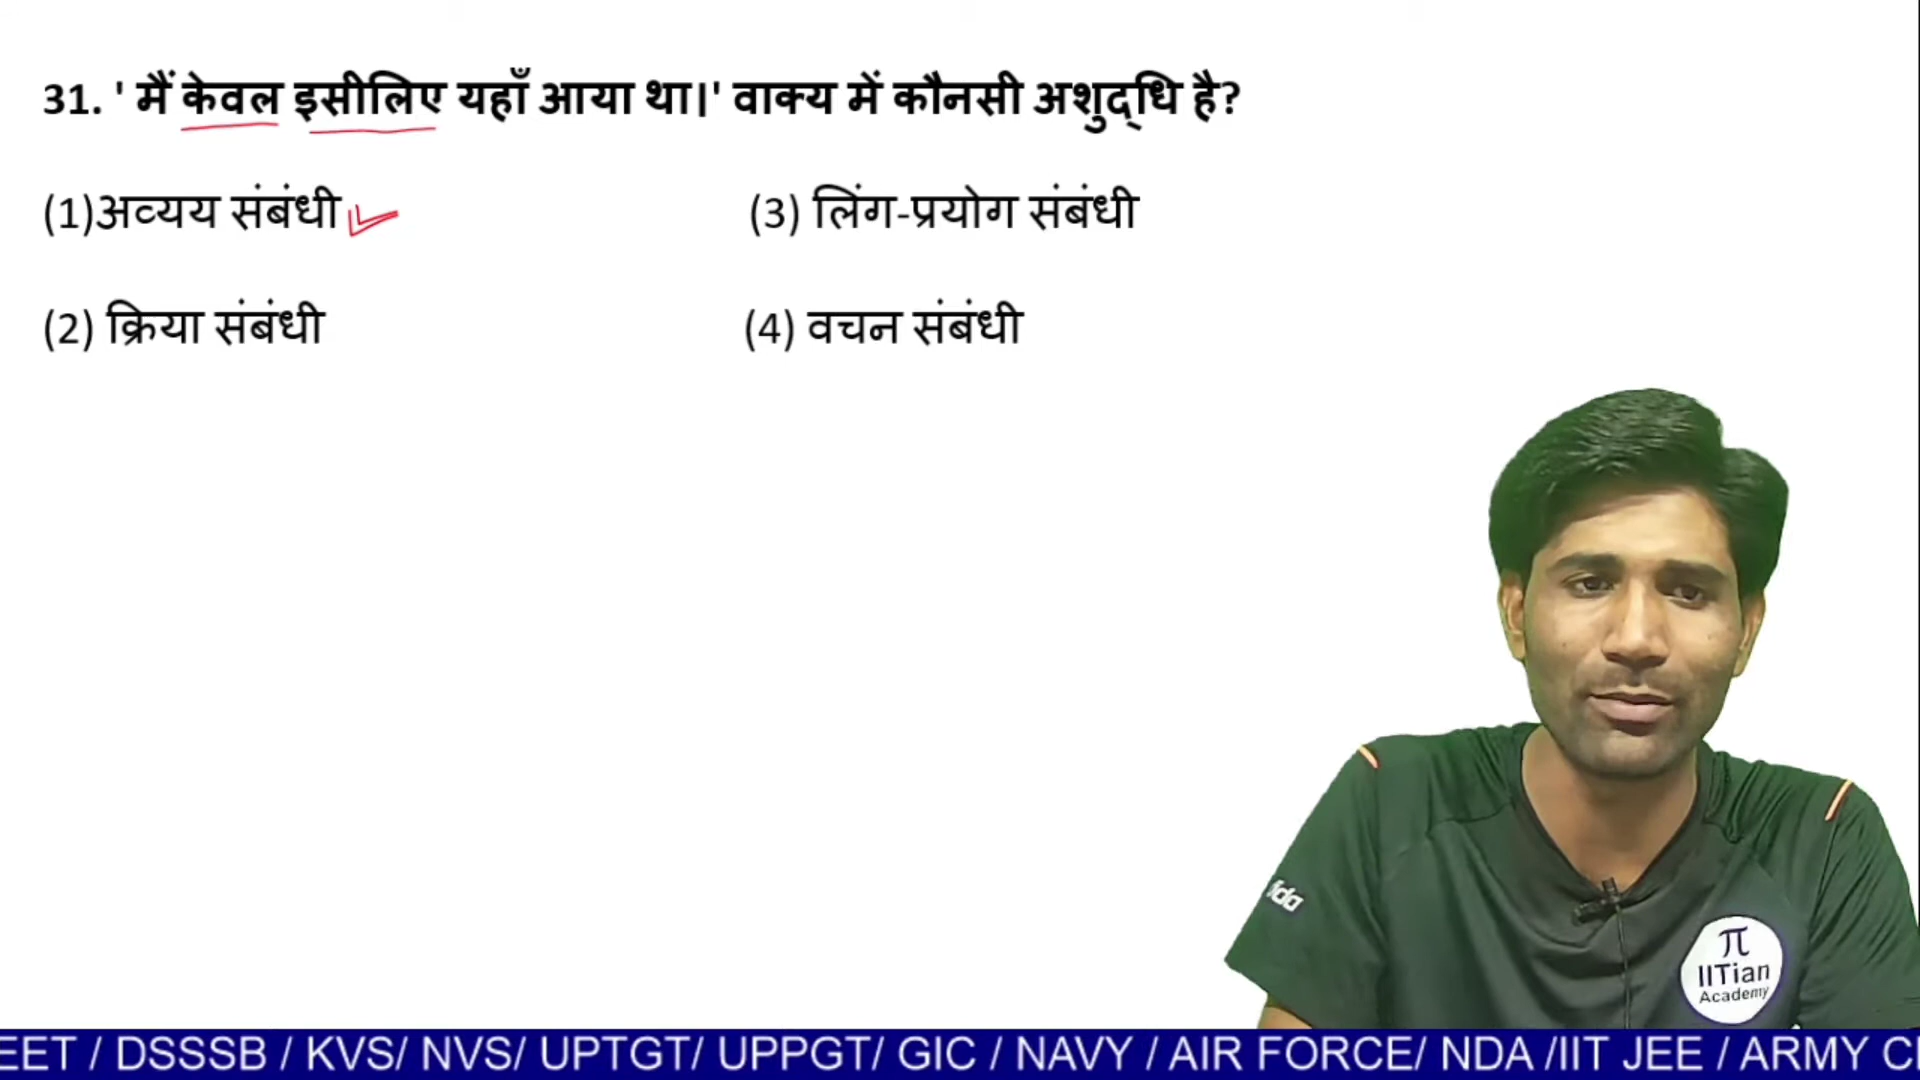 31. ' मैं केवल इसीलिए यहाँ आया था।' वाक्य में कौनसी अशुद्धि है?
(1)अव्यय संबंधी
(3) लिंग-प्रयोग संबंधी
(2) क्रिया संबंधी
(4) वचन संबंधी
π
IITian
Academy
EET / DSSSB / KVS/ NVS/ UPTGT/ UPPGT/ GIC / NAVY / AIR FORCE/ NDA /IIT JEE / ARMY